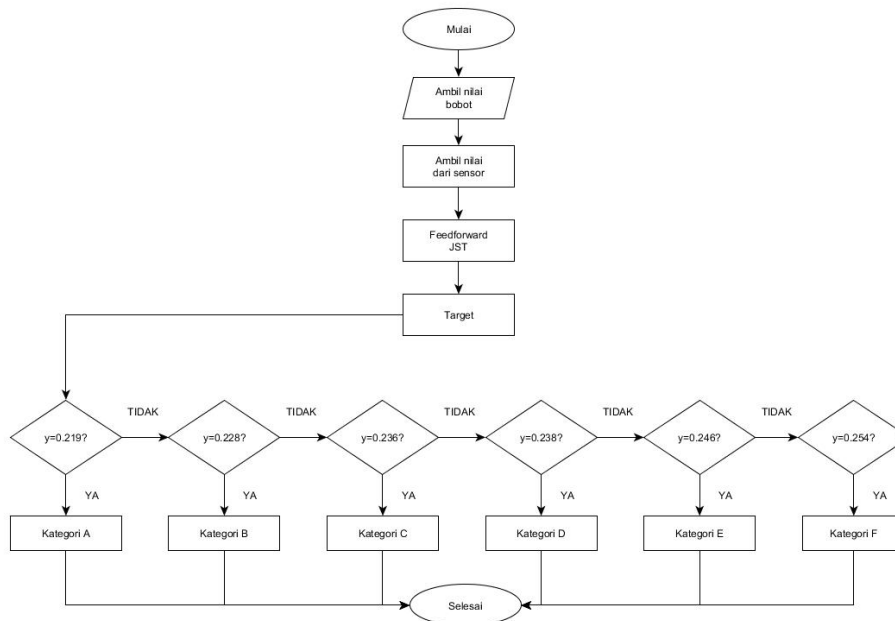 Mulai
Ambil nilai
bobot
Ambil nilai
dari sensor
Feedforward
JST
Target
TIDAK
TIDAK
TIDAK
TIDAK
TIDAK
y=0.219?
y=0.228?
y=0.236?
y=0.238?
y=0.246?
y=0.254?
YA
YA
YA
YA
YA
YA
Kategori A
Kategori B
Kategori C
Kategori D
Kategori E
Kategori F
Selesai